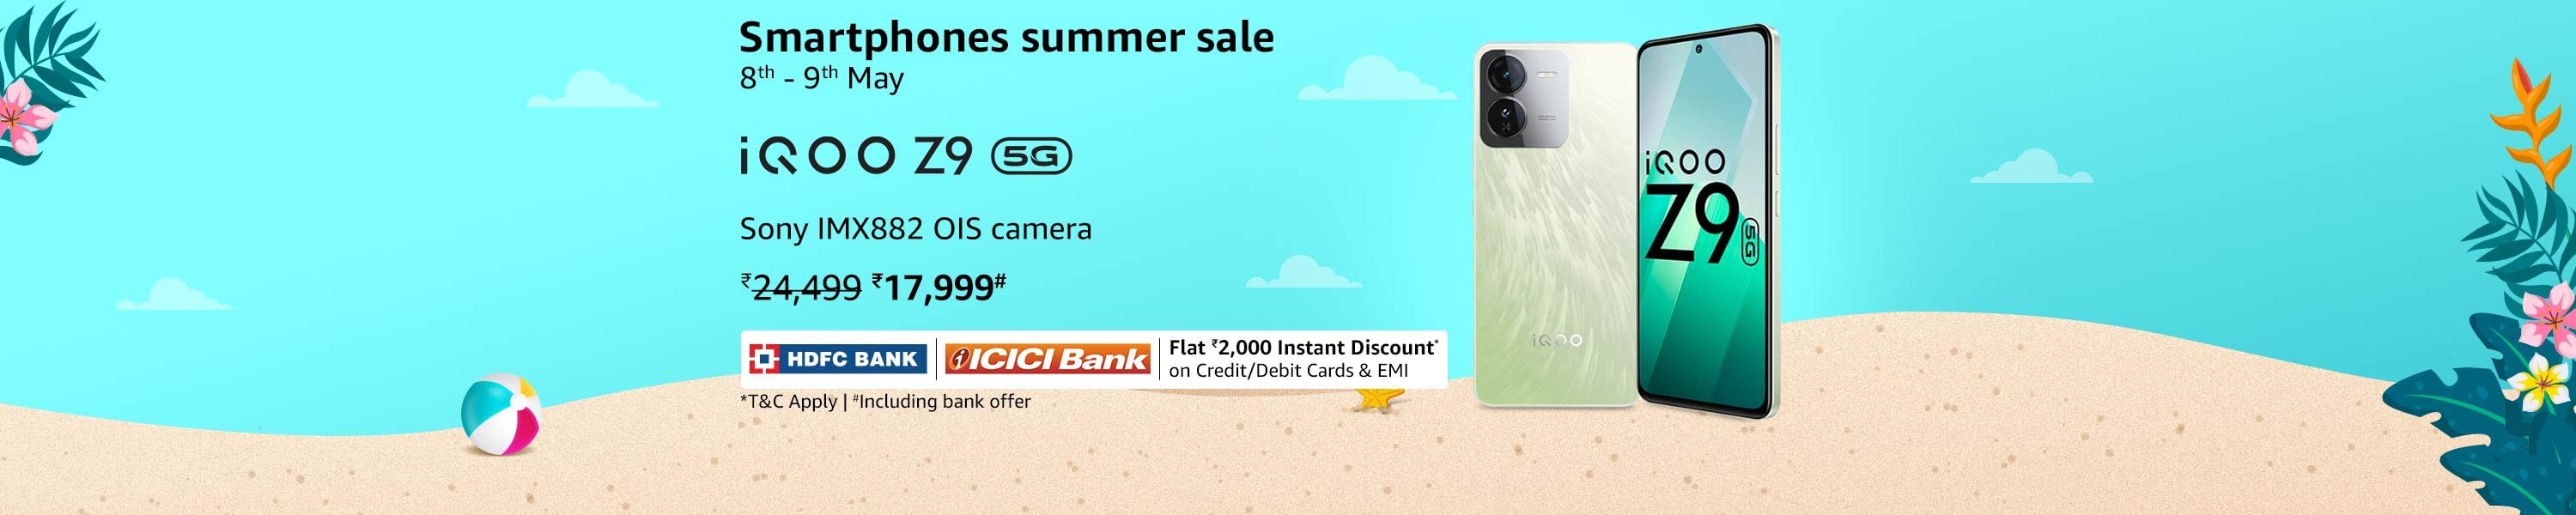 Smartphones summer sale
8th - 9th May
iQOO Z9 5G
Sony IMX882 OIS camera
₹24,499 ₹17,999#
HDFC BANK
ICICI Bank
Flat ₹2,000 Instant Discount*
on Credit/Debit Cards & EMI
*T&C Apply | #Including bank offer
iQOO
iQOO
Z9
5G